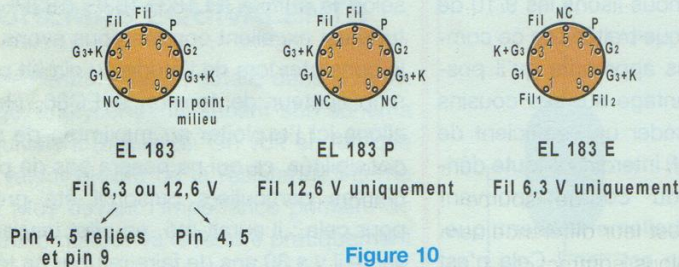 Fil Fil P
G3+K 4 5 6 G2
3 7
G1 2 8 G3+K
NC 1 9 Fil point
milieu
EL 183
Fil 6,3 ou 12,6 V
Pin 4, 5 reliées
et pin 9
Pin 4, 5
Fil Fil P
G3+K 4 5 6 G2
3 7
G1 2 8 G3+K
NC 1 9 NC
EL 183 P
Fil 12,6 V uniquement
Fil NC P
K+G3 4 5 6 G2
3 7
G1 2 8 G3+K
Fil1 1 9 Fil2
EL 183 E
Fil 6,3 V uniquement
Figure 10